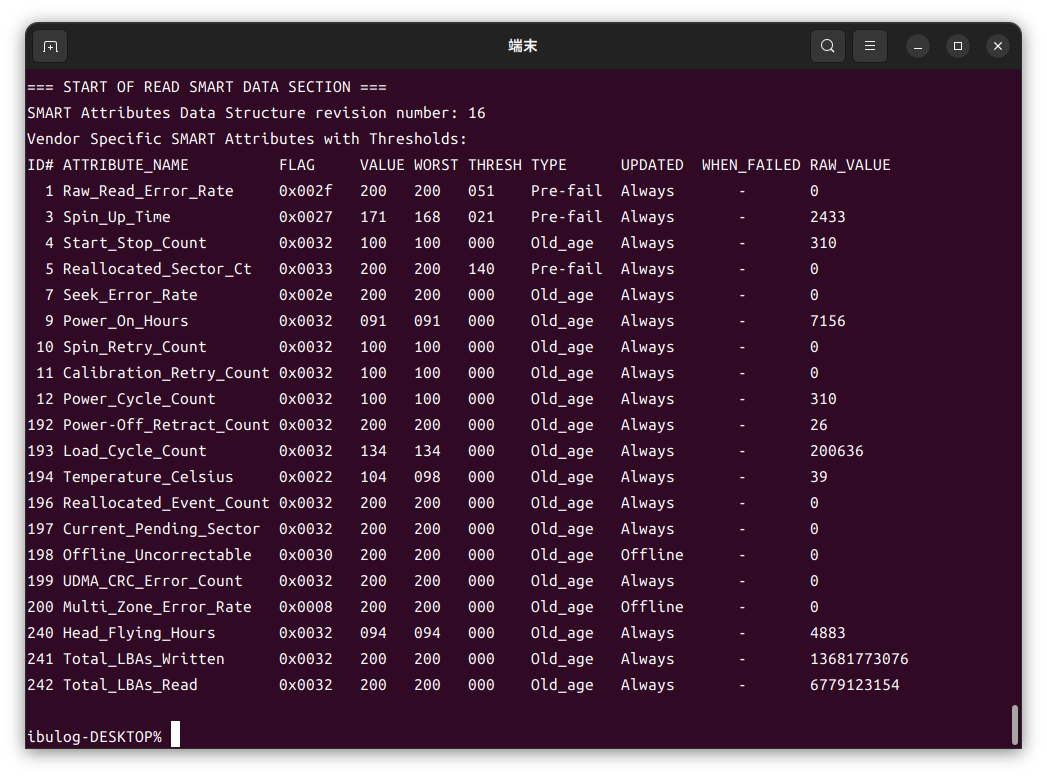 端末
=== START OF READ SMART DATA SECTION ===
SMART Attributes Data Structure revision number: 16
Vendor Specific SMART Attributes with Thresholds:
ID# ATTRIBUTE_NAME          FLAG     VALUE WORST THRESH TYPE      UPDATED  WHEN_FAILED RAW_VALUE
  1 Raw_Read_Error_Rate     0x002f   200   200   051    Pre-fail  Always       -       0
  3 Spin_Up_Time            0x0027   171   168   021    Pre-fail  Always       -       2433
  4 Start_Stop_Count        0x0032   100   100   000    Old_age   Always       -       310
  5 Reallocated_Sector_Ct   0x0033   200   200   140    Pre-fail  Always       -       0
  7 Seek_Error_Rate         0x002e   200   200   000    Old_age   Always       -       0
  9 Power_On_Hours          0x0032   091   091   000    Old_age   Always       -       7156
 10 Spin_Retry_Count        0x0032   100   100   000    Old_age   Always       -       0
 11 Calibration_Retry_Count 0x0032   100   100   000    Old_age   Always       -       0
 12 Power_Cycle_Count       0x0032   100   100   000    Old_age   Always       -       310
192 Power-Off_Retract_Count 0x0032   200   200   000    Old_age   Always       -       26
193 Load_Cycle_Count        0x0032   134   134   000    Old_age   Always       -       200636
194 Temperature_Celsius     0x0022   104   098   000    Old_age   Always       -       39
196 Reallocated_Event_Count 0x0032   200   200   000    Old_age   Always       -       0
197 Current_Pending_Sector  0x0032   200   200   000    Old_age   Always       -       0
198 Offline_Uncorrectable   0x0030   200   200   000    Old_age   Offline      -       0
199 UDMA_CRC_Error_Count    0x0032   200   200   000    Old_age   Always       -       0
200 Multi_Zone_Error_Rate   0x0008   200   200   000    Old_age   Offline      -       0
240 Head_Flying_Hours       0x0032   094   094   000    Old_age   Always       -       4883
241 Total_LBAs_Written      0x0032   200   200   000    Old_age   Always       -       13681773076
242 Total_LBAs_Read         0x0032   200   200   000    Old_age   Always       -       6779123154
ibulog-DESKTOP%